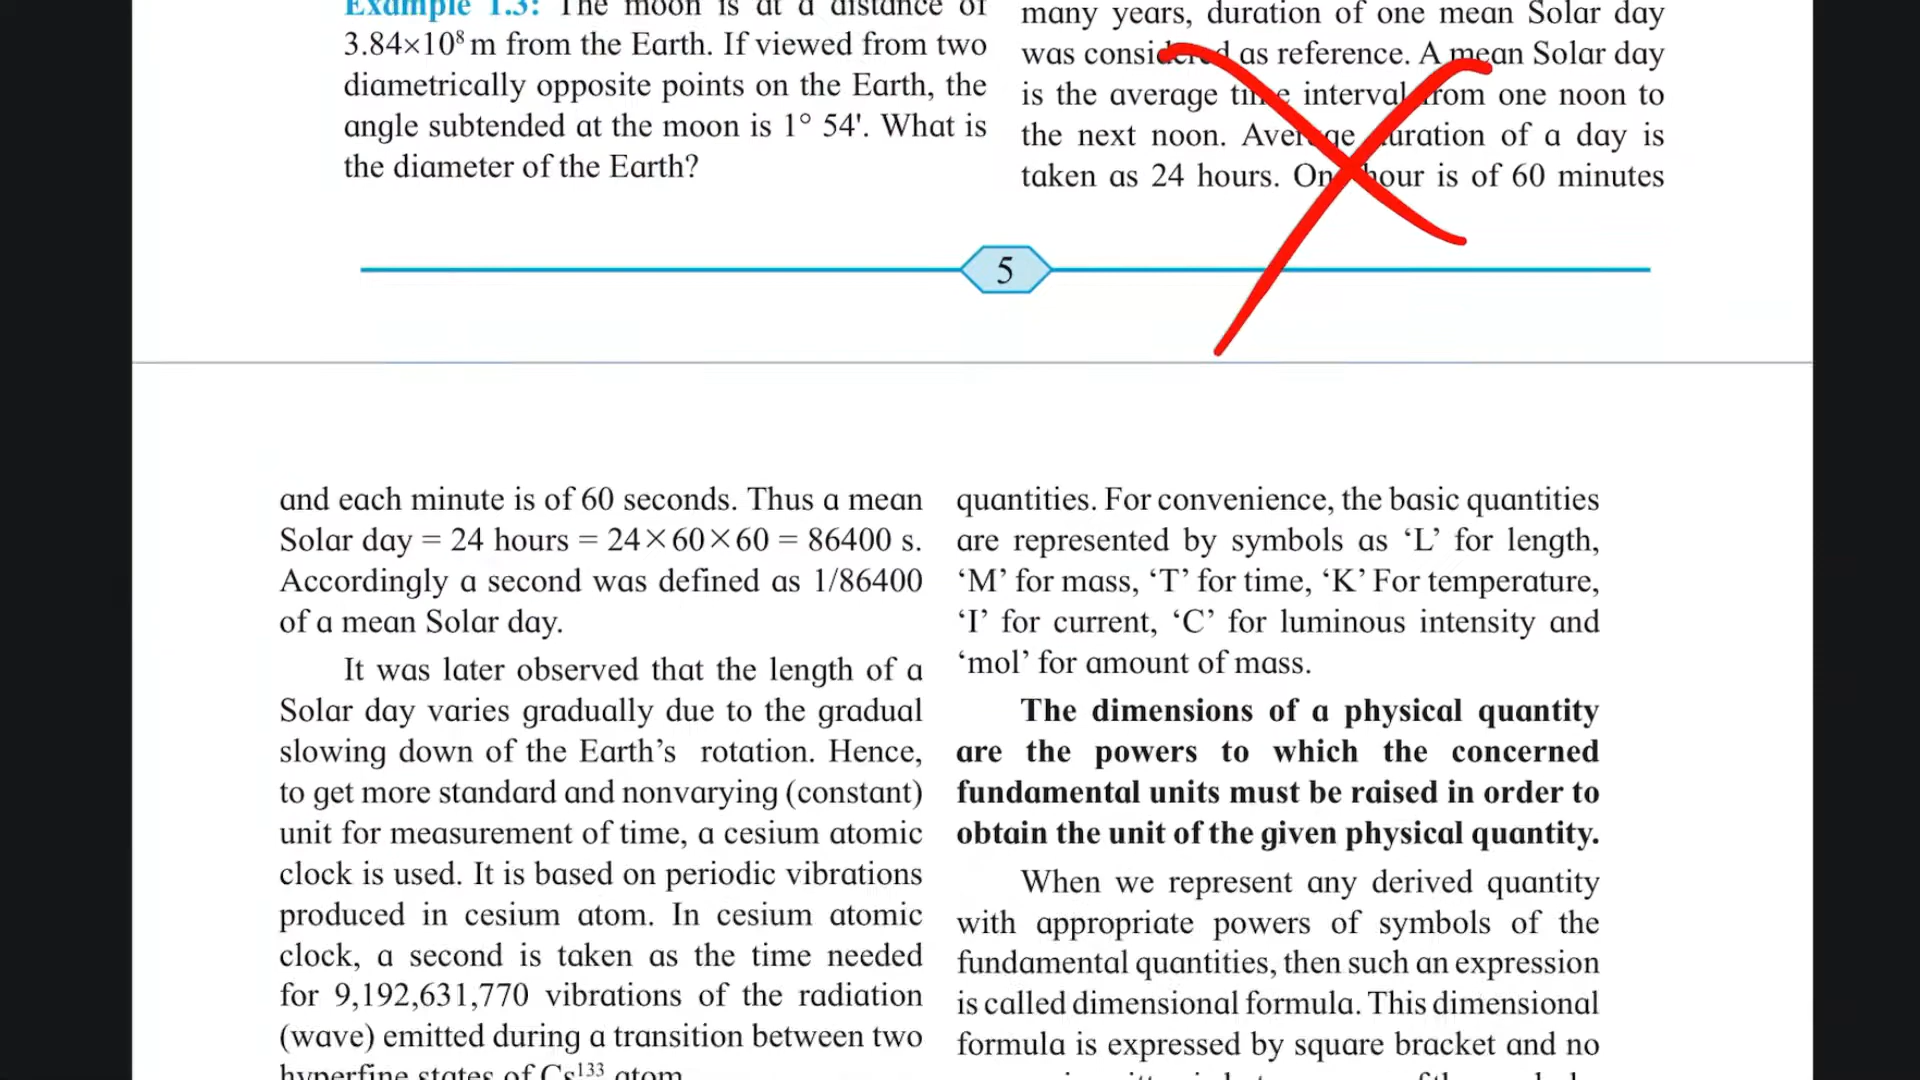 Example 1.3: The moon is at a distance of
3.84×10⁸ m from the Earth. If viewed from two
diametrically opposite points on the Earth, the
angle subtended at the moon is 1° 54'. What is
the diameter of the Earth?
many years, duration of one mean Solar day
was considered as reference. A mean Solar day
is the average time interval from one noon to
the next noon. Average duration of a day is
taken as 24 hours. One hour is of 60 minutes
5
and each minute is of 60 seconds. Thus a mean
Solar day = 24 hours = 24×60×60 = 86400 s.
Accordingly a second was defined as 1/86400
of a mean Solar day.
It was later observed that the length of a
Solar day varies gradually due to the gradual
slowing down of the Earth's rotation. Hence,
to get more standard and nonvarying (constant)
unit for measurement of time, a cesium atomic
clock is used. It is based on periodic vibrations
produced in cesium atom. In cesium atomic
clock, a second is taken as the time needed
for 9,192,631,770 vibrations of the radiation
(wave) emitted during a transition between two
hyperfine states of Cs¹³³ atom.
quantities. For convenience, the basic quantities
are represented by symbols as ‘L’ for length,
‘M’ for mass, ‘T’ for time, ‘K’ For temperature,
‘I’ for current, ‘C’ for luminous intensity and
‘mol’ for amount of mass.
The dimensions of a physical quantity
are the powers to which the concerned
fundamental units must be raised in order to
obtain the unit of the given physical quantity.
When we represent any derived quantity
with appropriate powers of symbols of the
fundamental quantities, then such an expression
is called dimensional formula. This dimensional
formula is expressed by square bracket and no